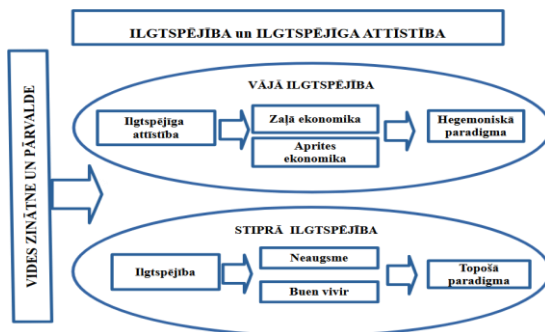 ILGTSPĒJĪBA un ILGTSPĒJĪGA ATTĪSTĪBA
VIDES ZINĀTNE UN PĀRVALDE
VĀJĀ ILGTSPĒJĪBA
Ilgtspējīga
attīstība
Zaļā ekonomika
Aprites
ekonomika
Hegemoniskā
paradigma
STIPRĀ ILGTSPĒJĪBA
Ilgtspējība
Neaugsme
Buen vivir
Topošā
paradigma